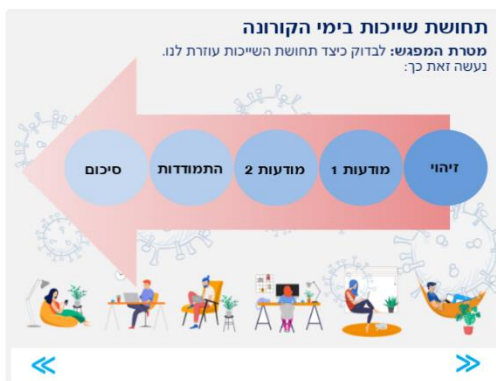 תחושת שייכות בימי הקורונה
מטרת המפגש: לבדוק כיצד תחושת השייכות עוזרת לנו.
נעשה זאת כך:
זיהוי
מודעות 1
מודעות 2
התמודדות
סיכום